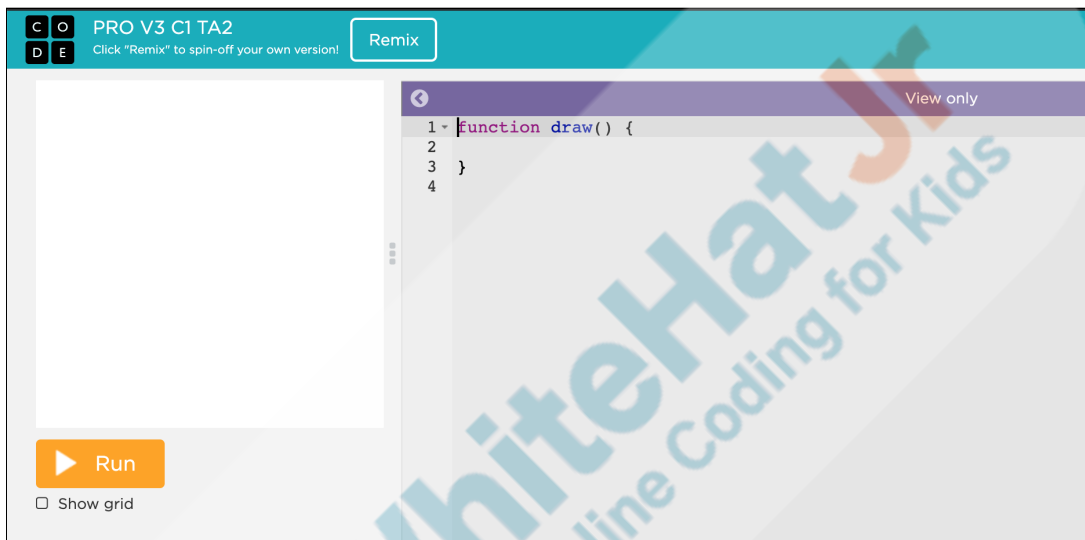 CODE
PRO V3 C1 TA2
Click "Remix" to spin-off your own version!
Remix
View only
1 function draw() {
2
3 }
4
Run
Show grid
WhiteHat Jr
Online Coding for Kids